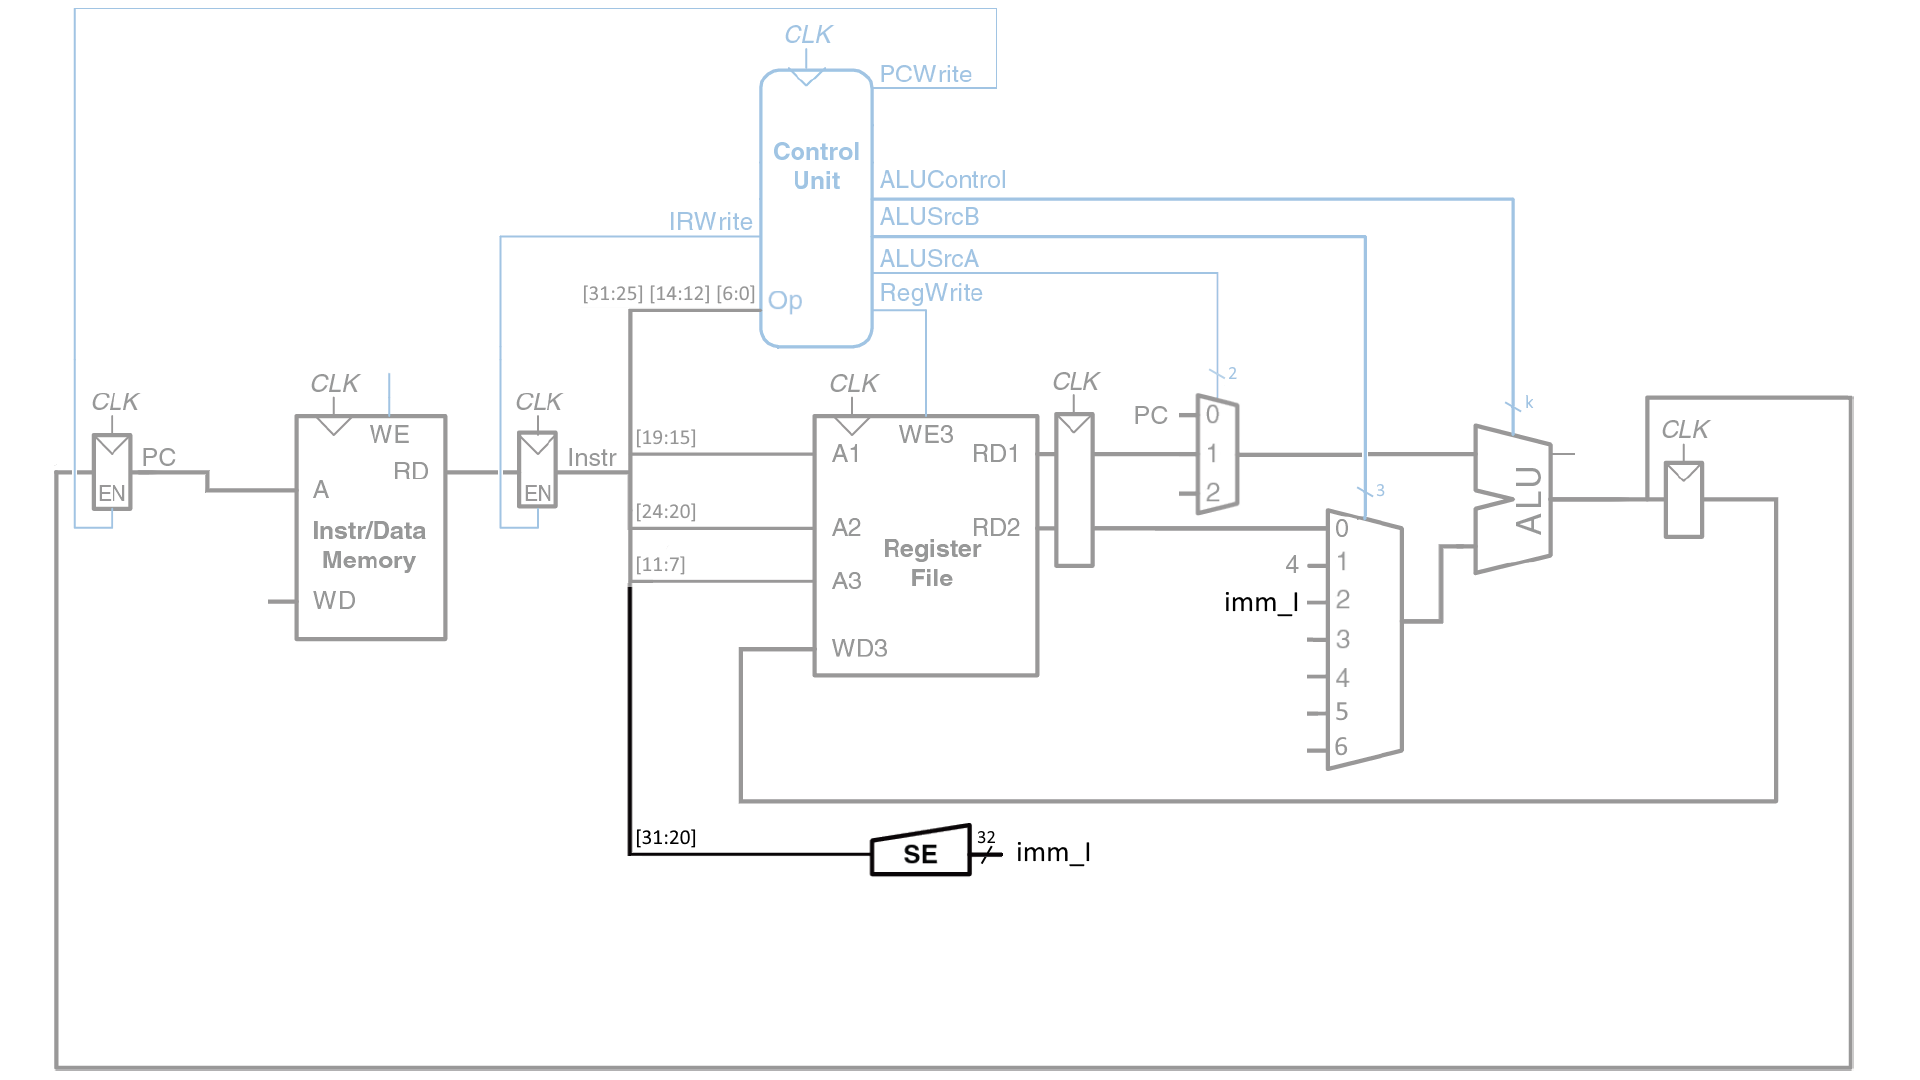 CLK
PCWrite
Control
Unit
ALUControl
ALUSrcB
IRWrite
ALUSrcA
RegWrite
[31:25] [14:12] [6:0]
Op
CLK
CLK
CLK
CLK
CLK
2
PC
0
k
WE
[19:15]
WE3
CLK
PC
RD
Instr
A1
RD1
1
EN
A
EN
2
3
ALU
[24:20]
Instr/Data
Memory
A2
RD2
Register
File
0
[11:7]
A3
4
1
WD
imm_I
2
WD3
3
4
5
6
[31:20]
SE
32
imm_I